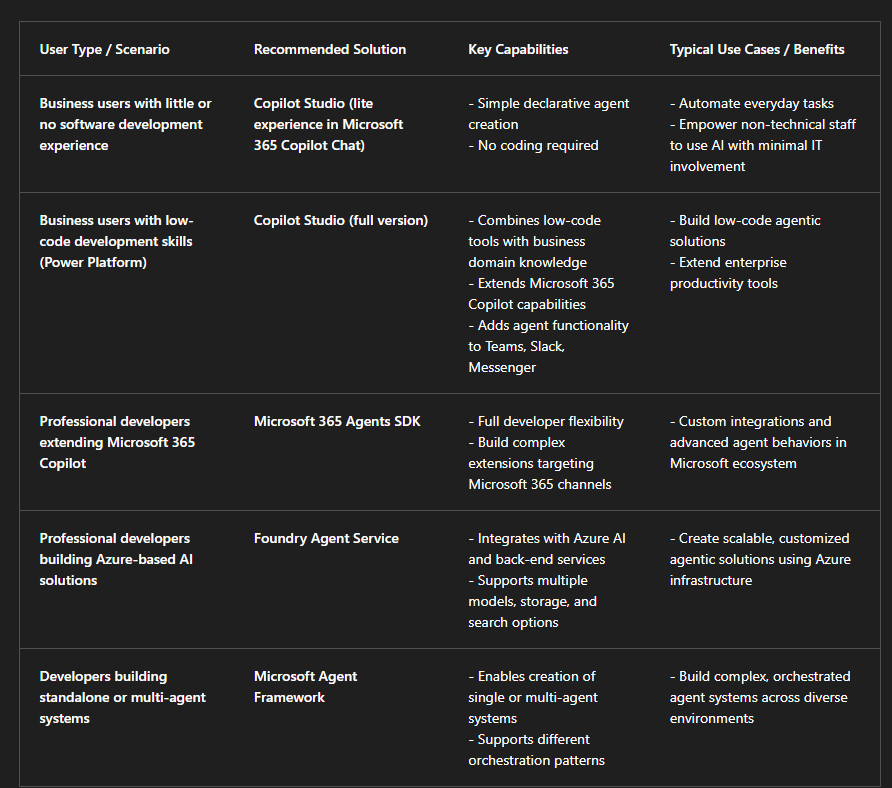 User Type / Scenario
Recommended Solution
Key Capabilities
Typical Use Cases / Benefits
Business users with little or
no software development
experience
Copilot Studio (lite
experience in Microsoft
365 Copilot Chat)
- Simple declarative agent
creation
- No coding required
- Automate everyday tasks
- Empower non-technical staff
to use AI with minimal IT
involvement
Business users with low-
code development skills
(Power Platform)
Copilot Studio (full version)
- Combines low-code
tools with business
domain knowledge
- Extends Microsoft 365
Copilot capabilities
- Adds agent functionality
to Teams, Slack,
Messenger
- Build low-code agentic
solutions
- Extend enterprise
productivity tools
Professional developers
extending Microsoft 365
Copilot
Microsoft 365 Agents SDK
- Full developer flexibility
- Build complex
extensions targeting
Microsoft 365 channels
- Custom integrations and
advanced agent behaviors in
Microsoft ecosystem
Professional developers
building Azure-based AI
solutions
Foundry Agent Service
- Integrates with Azure AI
and back-end services
- Supports multiple
models, storage, and
search options
- Create scalable, customized
agentic solutions using Azure
infrastructure
Developers building
standalone or multi-agent
systems
Microsoft Agent
Framework
- Enables creation of
single or multi-agent
systems
- Supports different
orchestration patterns
- Build complex, orchestrated
agent systems across diverse
environments